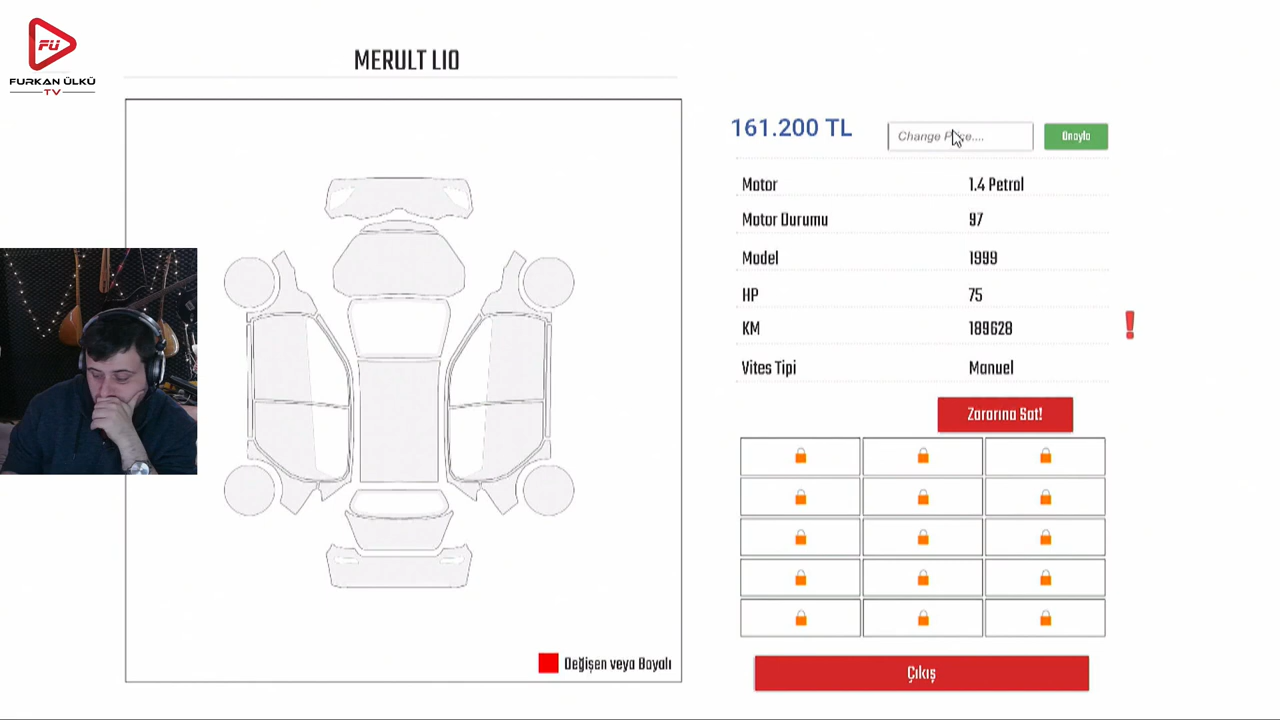 FU
FURKAN ÜLKÜ
TV
MERULT LIO
161.200 TL
Onayla
Motor 1.4 Petrol
Motor Durumu 97
Model 1999
HP 75
KM 189628
!
Vites Tipi Manuel
Zararına Sat!
Değişen veya Boyalı
Çıkış